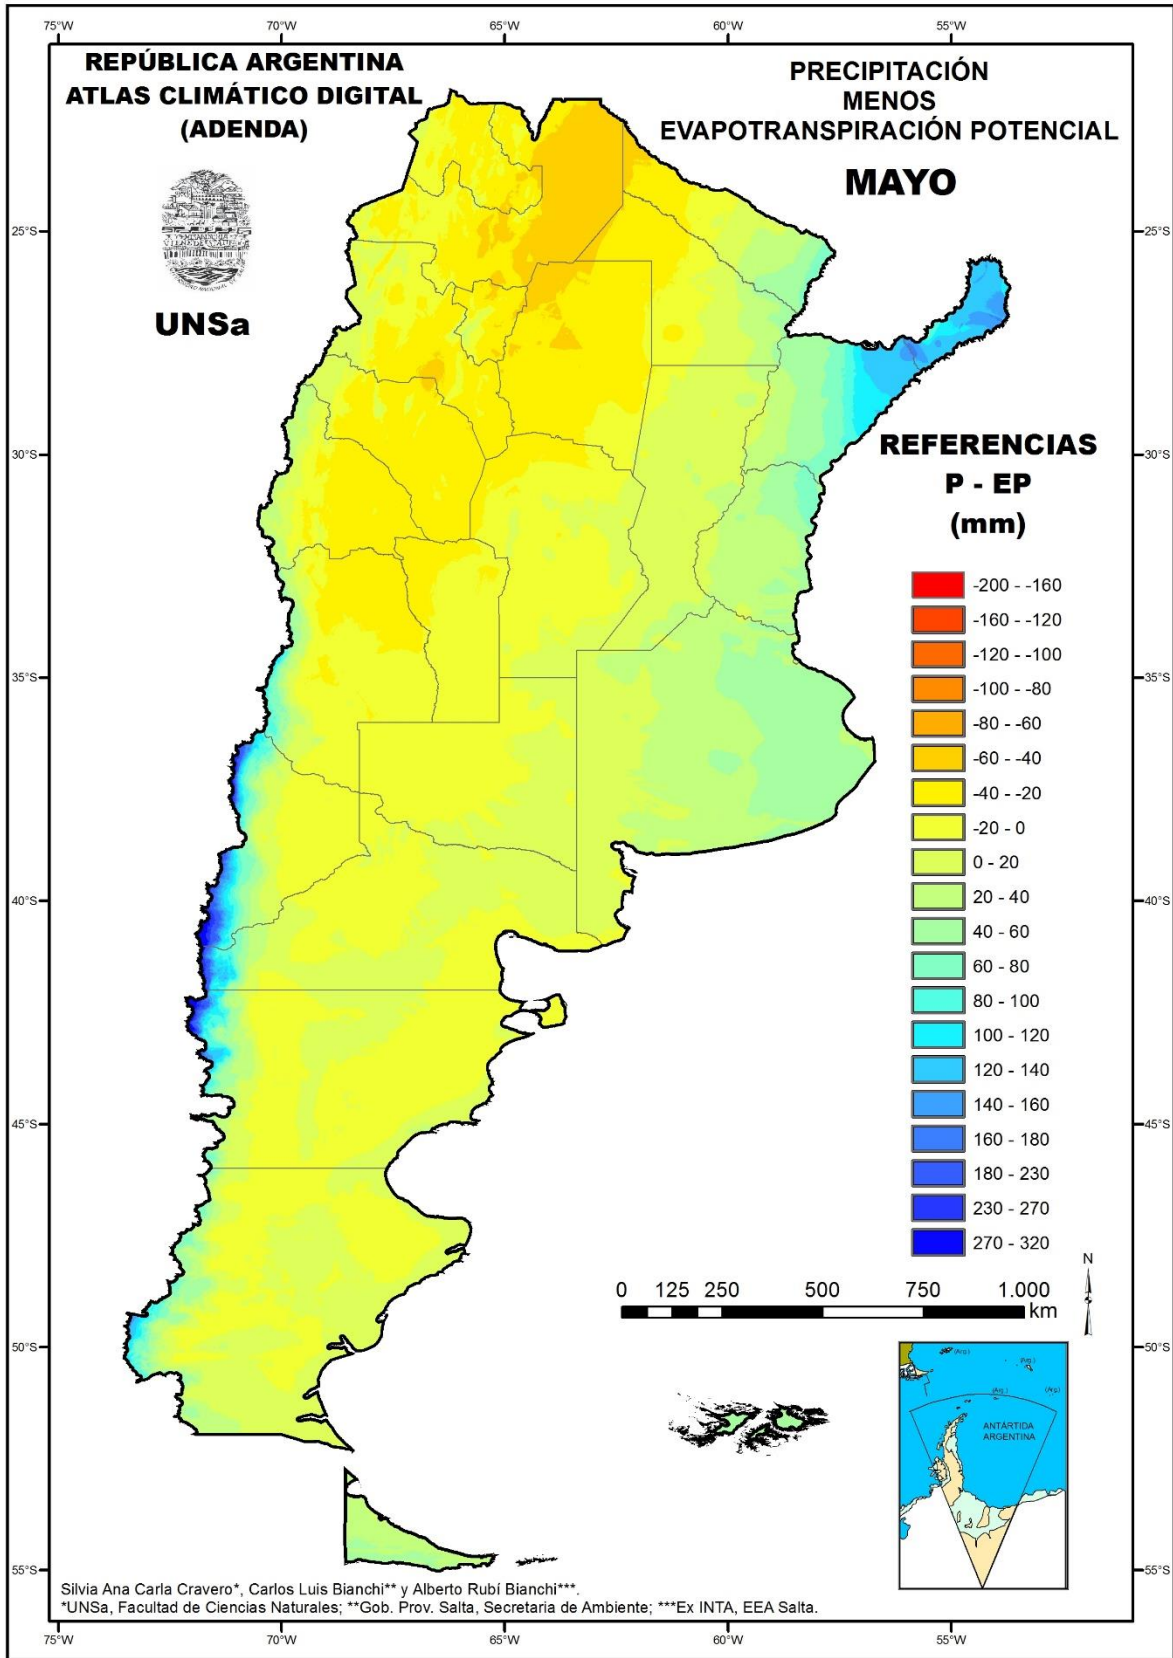 75°W
70°W
65°W
60°W
55°W
REPÚBLICA ARGENTINA
ATLAS CLIMÁTICO DIGITAL
(ADENDA)
PRECIPITACIÓN
MENOS
EVAPOTRANSPIRACIÓN POTENCIAL
MAYO
UNSa
25°S
25°S
30°S
30°S
35°S
35°S
40°S
40°S
45°S
45°S
50°S
50°S
55°S
55°S
REFERENCIAS
P - EP
(mm)
-200 - -160
-160 - -120
-120 - -100
-100 - -80
-80 - -60
-60 - -40
-40 - -20
-20 - 0
0 - 20
20 - 40
40 - 60
60 - 80
80 - 100
100 - 120
120 - 140
140 - 160
160 - 180
180 - 230
230 - 270
270 - 320
N
0 125 250 500 750 1.000
km
(Arg.)
(Arg.)
(Arg.)
(Arg.)
ANTÁRTIDA
ARGENTINA
Silvia Ana Carla Cravero*, Carlos Luis Bianchi** y Alberto Rubí Bianchi***.
*UNSa, Facultad de Ciencias Naturales; **Gob. Prov. Salta, Secretaria de Ambiente; ***Ex INTA, EEA Salta.
75°W
70°W
65°W
60°W
55°W